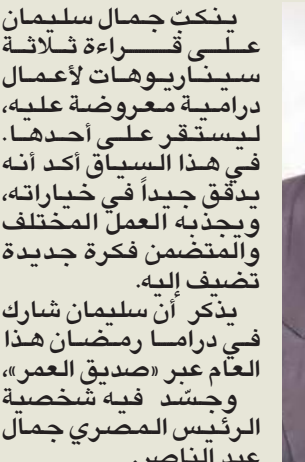 ينكبّ جمال سليمان
على قــراءة ثـلاثـة
سيناريوهات لأعمال
درامية معروضة عليه،
ليستقر على أحدها.
في هذا السياق أكد أنه
يدقق جيداً في خياراته،
ويجذبه العمل المختلف
والمتضمن فكرة جديدة
تضيف إليه.
يذكر أن سليمان شارك
في دراما رمضان هذا
العام عبر «صديق العمر»،
وجسّد فيه شخصية
الرئيس المصري جمال
عبد الناصر.